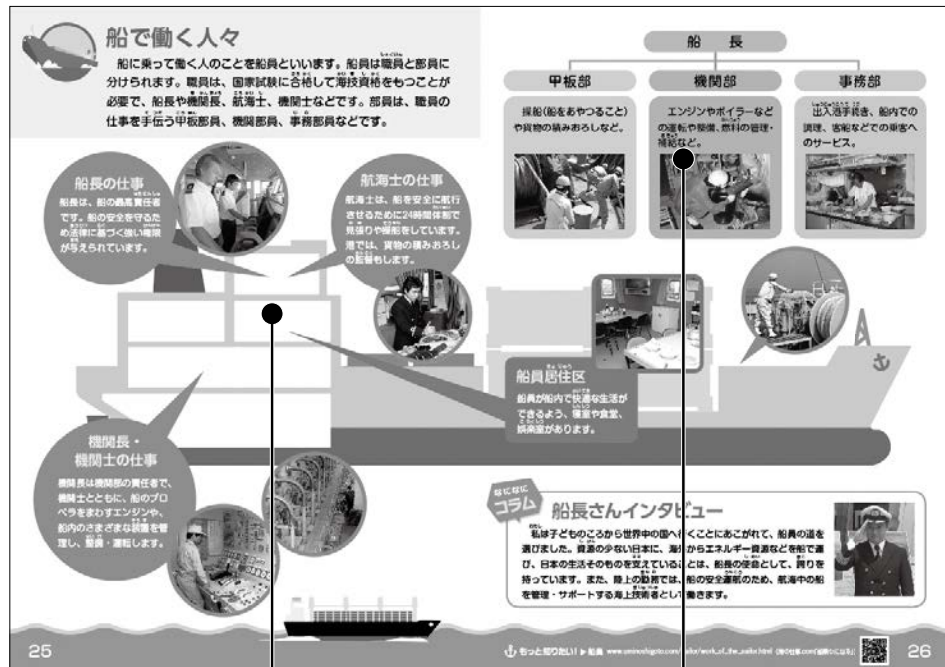 船で働く人々
船に乗って働く人のことを船員といいます。船員は職員と部員に
分けられます。職員は、国家試験に合格して海技資格をもつことが
必要で、船長や機関長、航海士、機関士などです。部員は、職員の
仕事を手伝う甲板部員、機関部員、事務部員などです。
船長
甲板部
操船(船をあやつること)
や貨物の積みおろしなど。
機関部
エンジンやボイラーなど
の運転や整備、燃料の管理・
補給など。
事務部
出入港手続き、船内での
調理、客船などでの乗客へ
のサービス。
船長の仕事
船長は、船の最高責任者
です。船の安全を守るた
め法律に基づく強い権限
が与えられています。
航海士の仕事
航海士は、船を安全に航行
させるために24時間体制で
見張りや操船をしています。
港では、貨物の積みおろし
の監督もします。
船員居住区
船員が船内で快適な生活が
できるよう、寝室や食堂、
娯楽室があります。
機関長・
機関士の仕事
機関長は機関部の責任者で、
機関士とともに、船のプロ
ペラをまわすエンジンや、
船内のさまざまな装置を管
理し、整備・運転します。
なになに
コラム
船長さんインタビュー
私は子どものころから世界中の国へ行くことにあこがれて、船員の道を
選びました。資源の少ない日本に、海外からエネルギー資源などを船で運
び、日本の生活そのものを支えていることは、船長の使命として、誇りを
持っています。また、陸上の勤務では、船の安全運航のため、航海中の船
を管理・サポートする海上技術者として働きます。
25
もっと知りたい! ▶ 船員 www.uminoshigoto.com/sailor/work_of_the_sailor.html
26